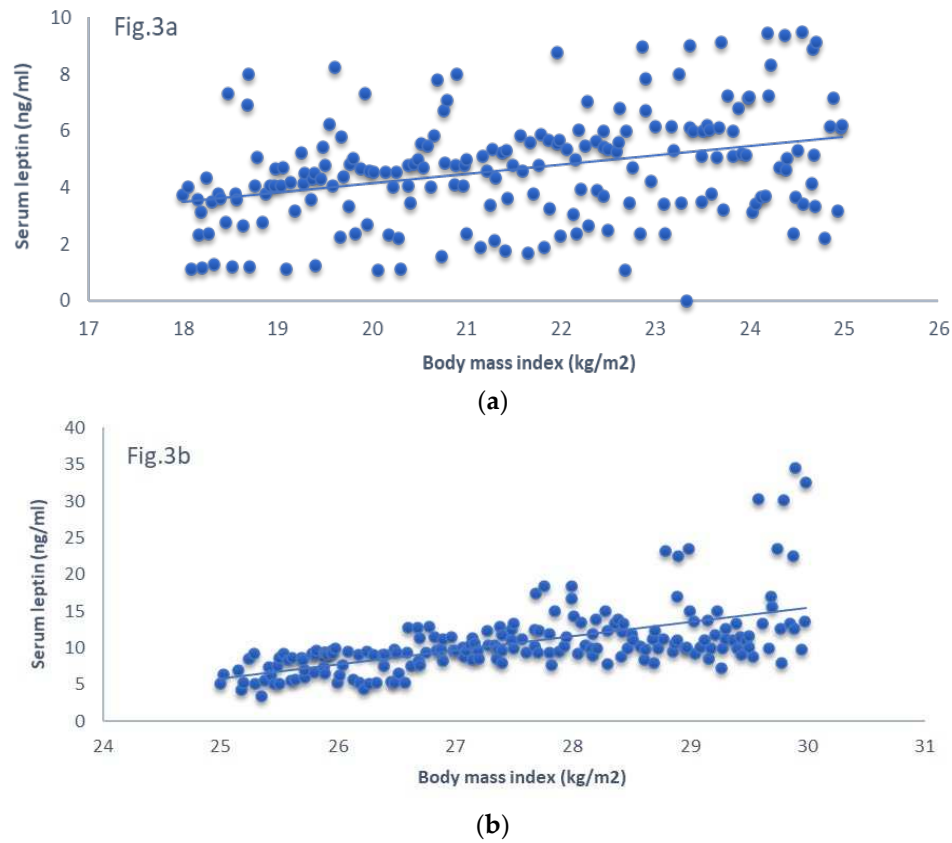 Fig.3a
10
8
6
4
2
0
Serum leptin (ng/ml)
17 18 19 20 21 22 23 24 25 26
Body mass index (kg/m2)
(a)
Fig.3b
40
35
30
25
20
15
10
5
0
Serum leptin (ng/ml)
24 25 26 27 28 29 30 31
Body mass index (kg/m2)
(b)